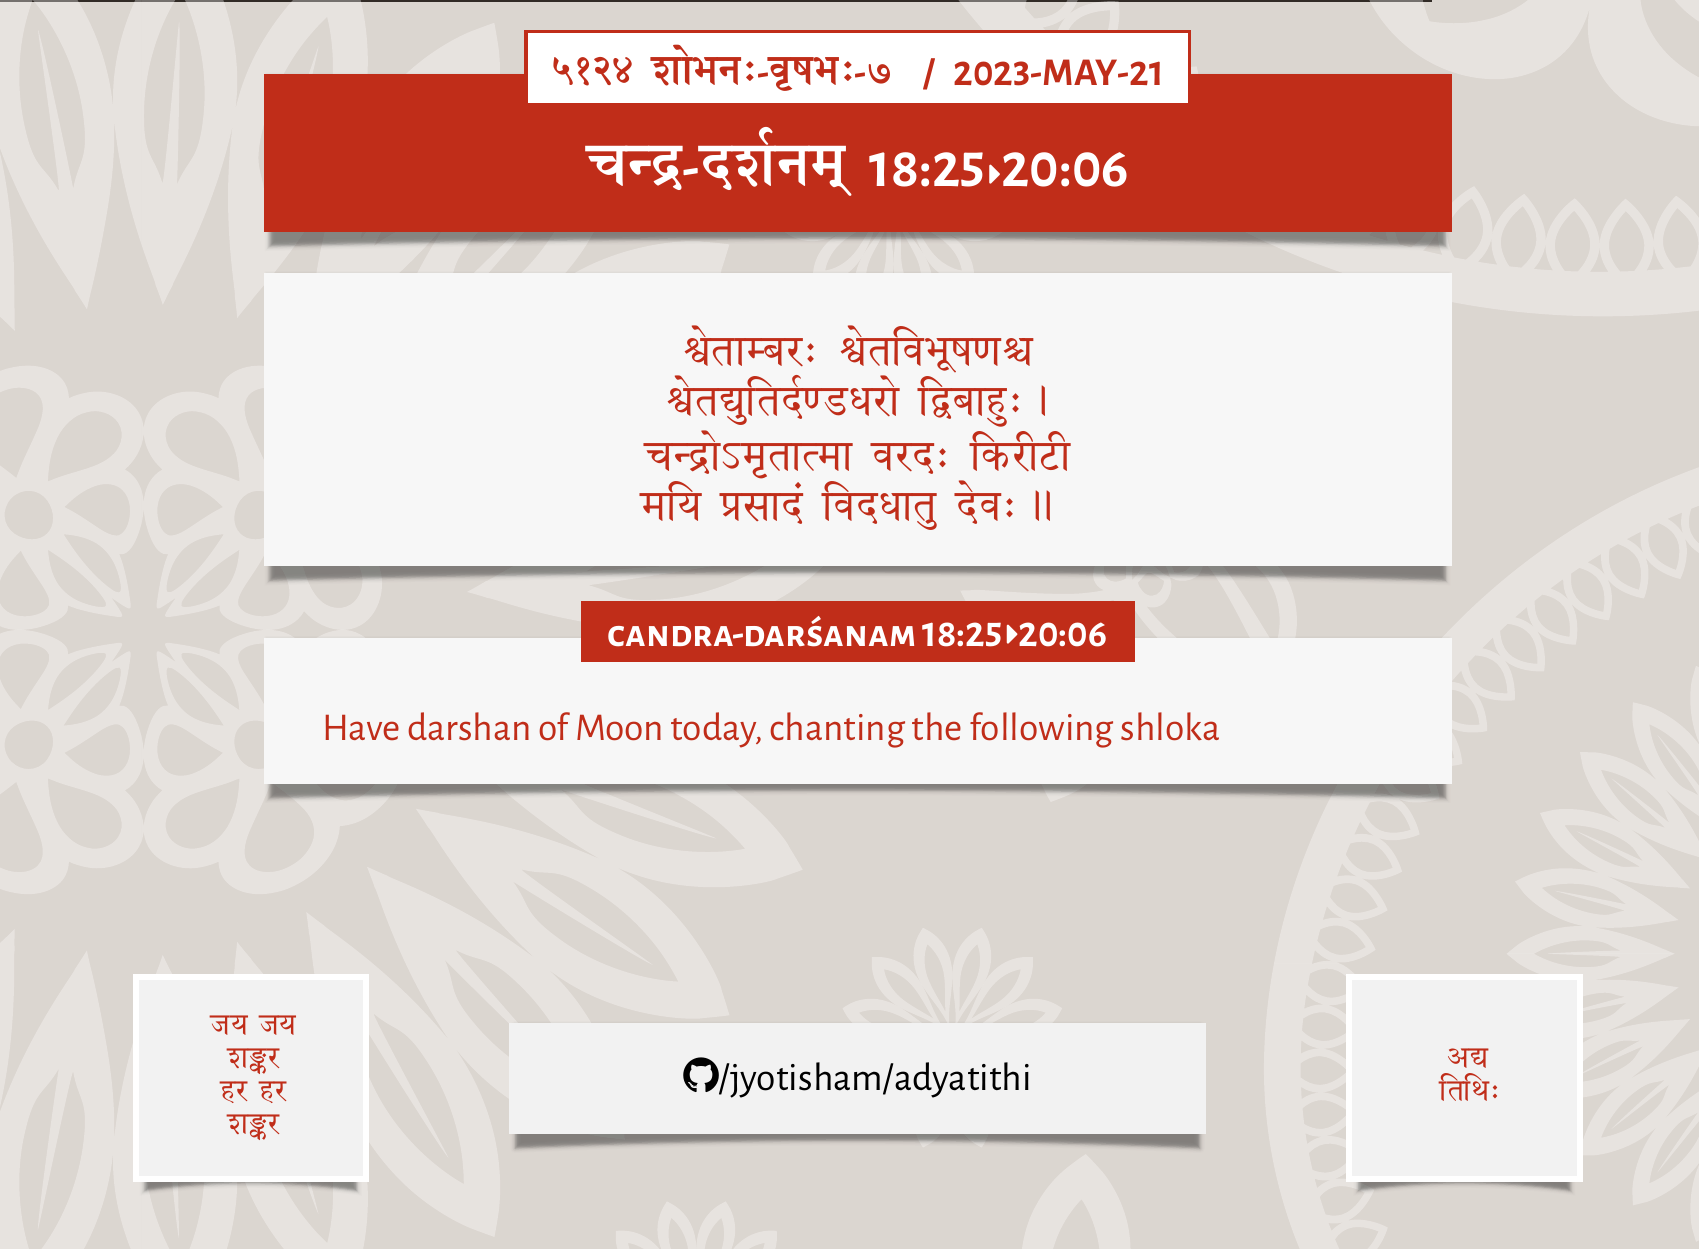 ५१२४ शोभनः-वृषभः-७ / 2023-MAY-21
चन्द्र-दर्शनम् 18:25▸20:06
श्वेताम्बरः श्वेतविभूषणश्च
श्वेतद्युतिर्दण्डधरो द्विबाहुः ।
चन्द्रोऽमृतात्मा वरदः किरीटी
मयि प्रसादं विदधातु देवः ॥
CANDRA-DARŚANAM 18:25▸20:06
Have darshan of Moon today, chanting the following shloka
जय जय
शङ्कर
हर हर
शङ्कर
/jyotisham/adyatithi
अद्य
तिथिः